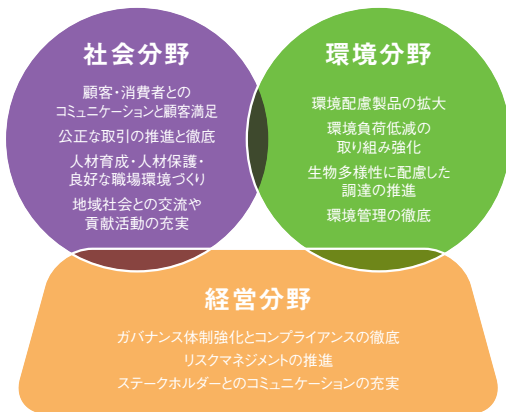 社会分野
顧客・消費者との
コミュニケーションと顧客満足
公正な取引の推進と徹底
人材育成・人材保護・
良好な職場環境づくり
地域社会との交流や
貢献活動の充実
環境分野
環境配慮製品の拡大
環境負荷低減の
取り組み強化
生物多様性に配慮した
調達の推進
環境管理の徹底
経営分野
ガバナンス体制強化とコンプライアンスの徹底
リスクマネジメントの推進
ステークホルダーとのコミュニケーションの充実